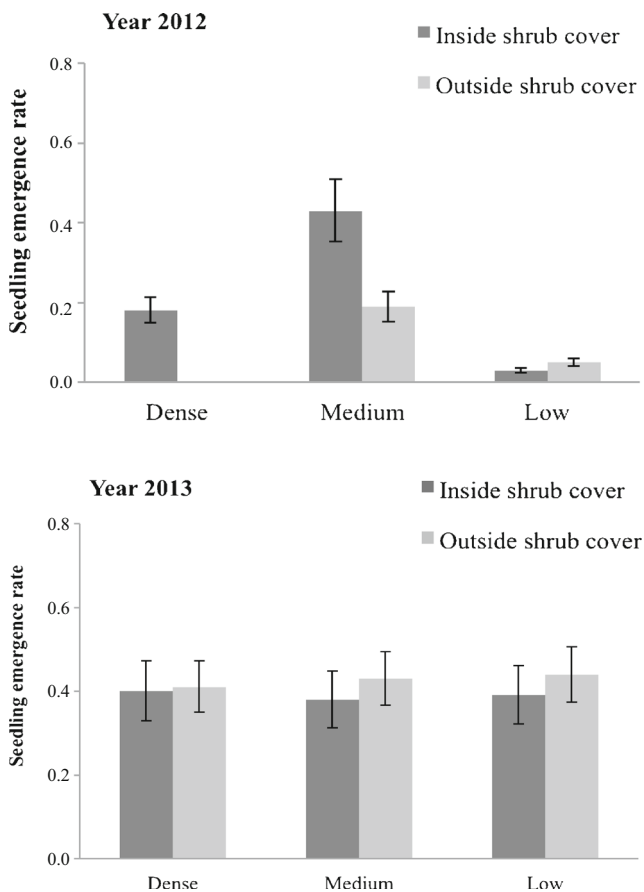 Year 2012
Inside shrub cover
Outside shrub cover
Seedling emergence rate
0.8
0.6
0.4
0.2
0.0
Dense Medium Low
Year 2013
Inside shrub cover
Outside shrub cover
Seedling emergence rate
0.8
0.6
0.4
0.2
0.0
Dense Medium Low